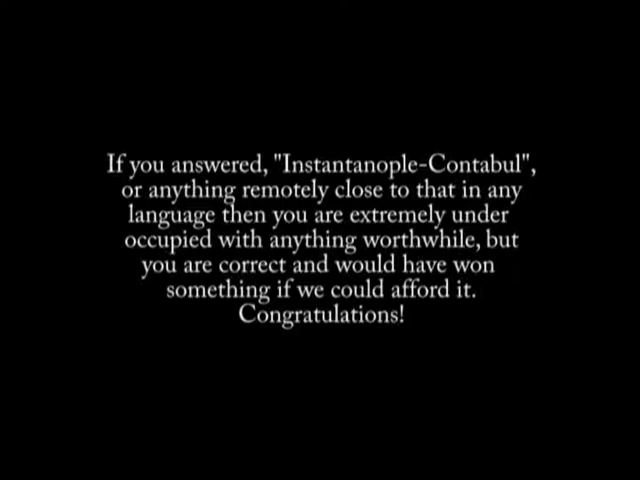 If you answered, "Instantanople-Contabul",
or anything remotely close to that in any
language then you are extremely under
occupied with anything worthwhile, but
you are correct and would have won
something if we could afford it.
Congratulations!